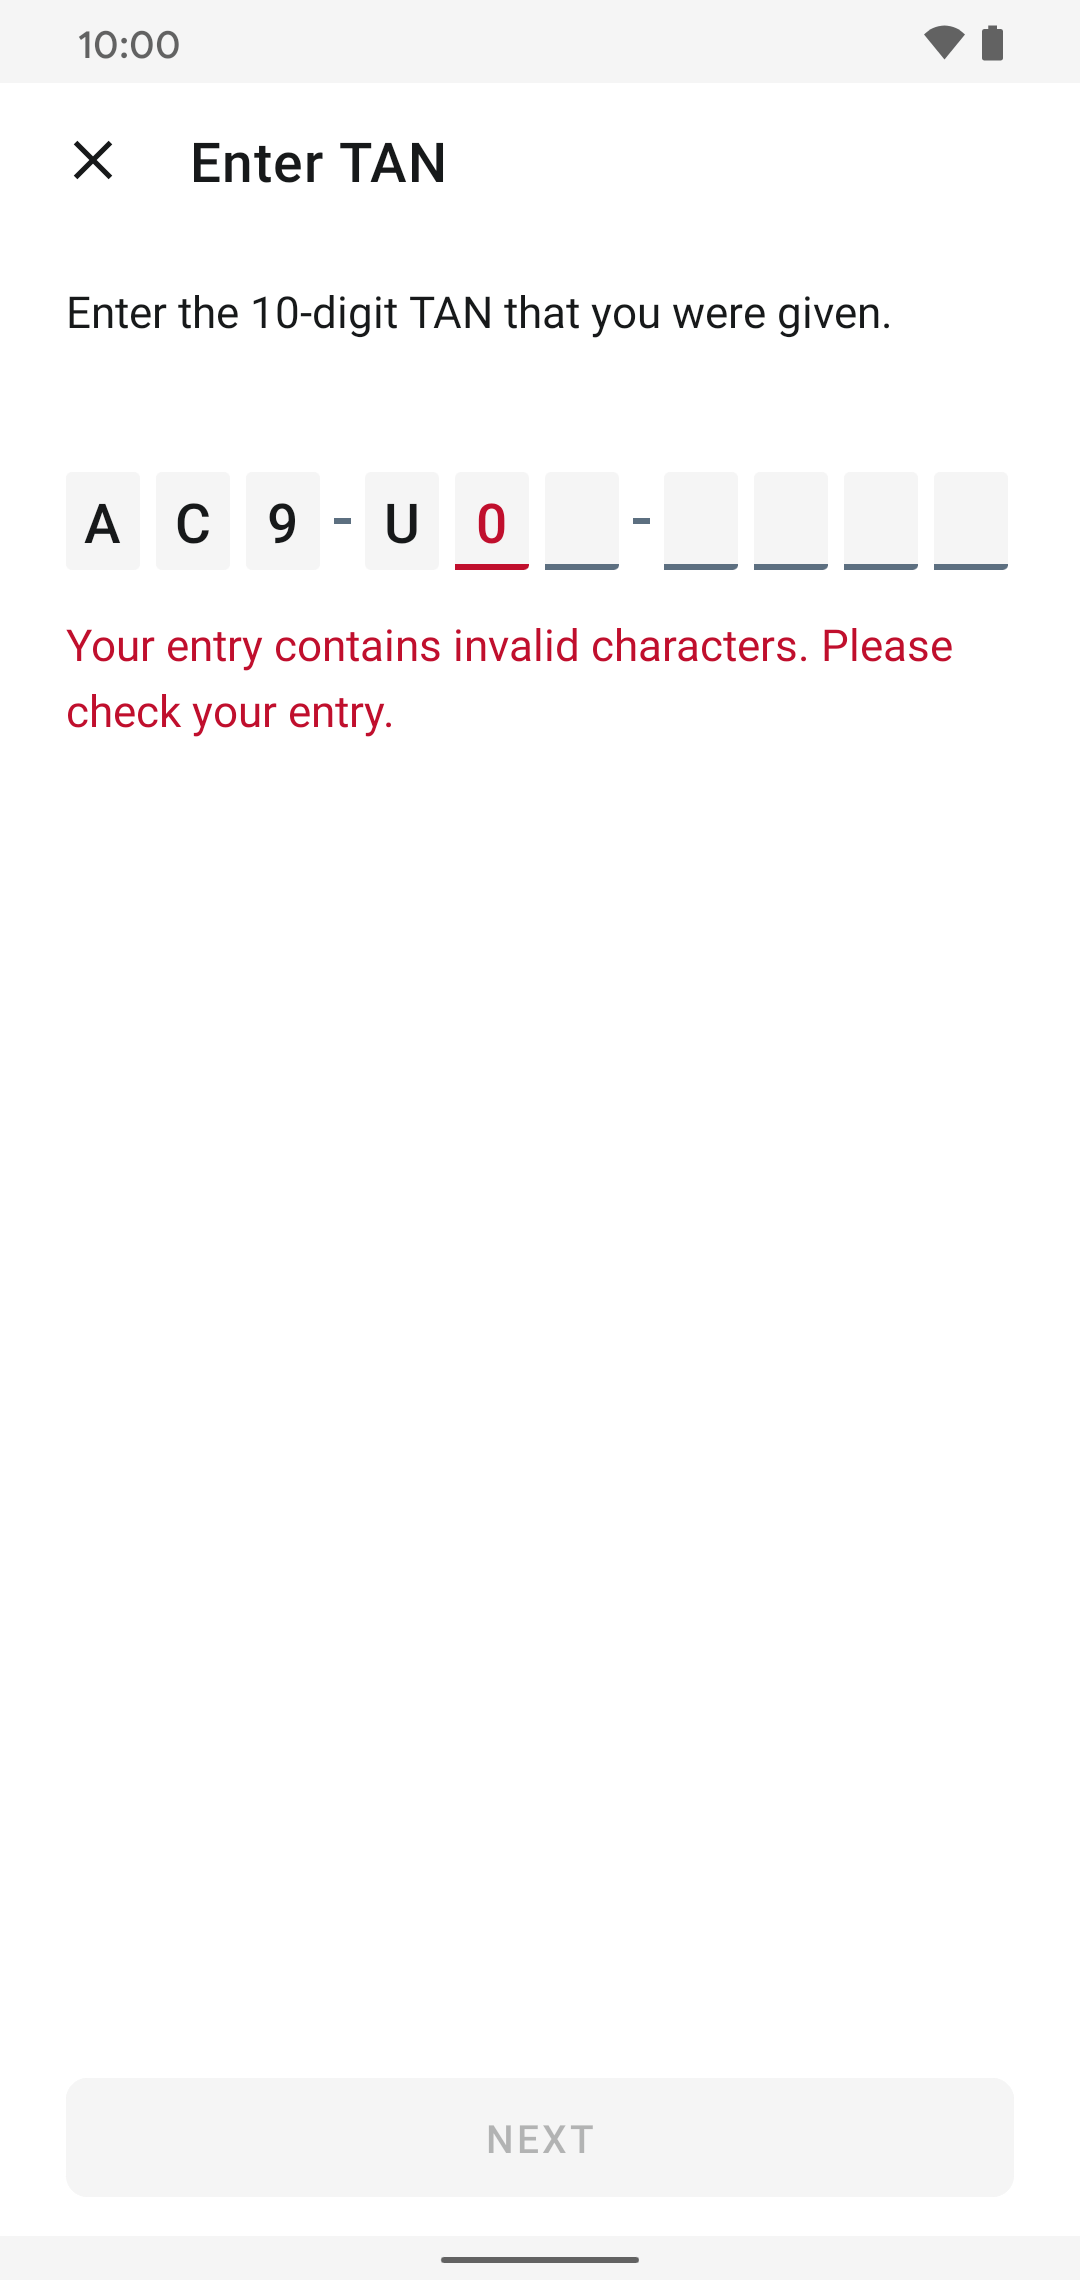 10:00
Enter TAN
Enter the 10-digit TAN that you were given.
A C 9 - U 0 -
Your entry contains invalid characters. Please
check your entry.
NEXT